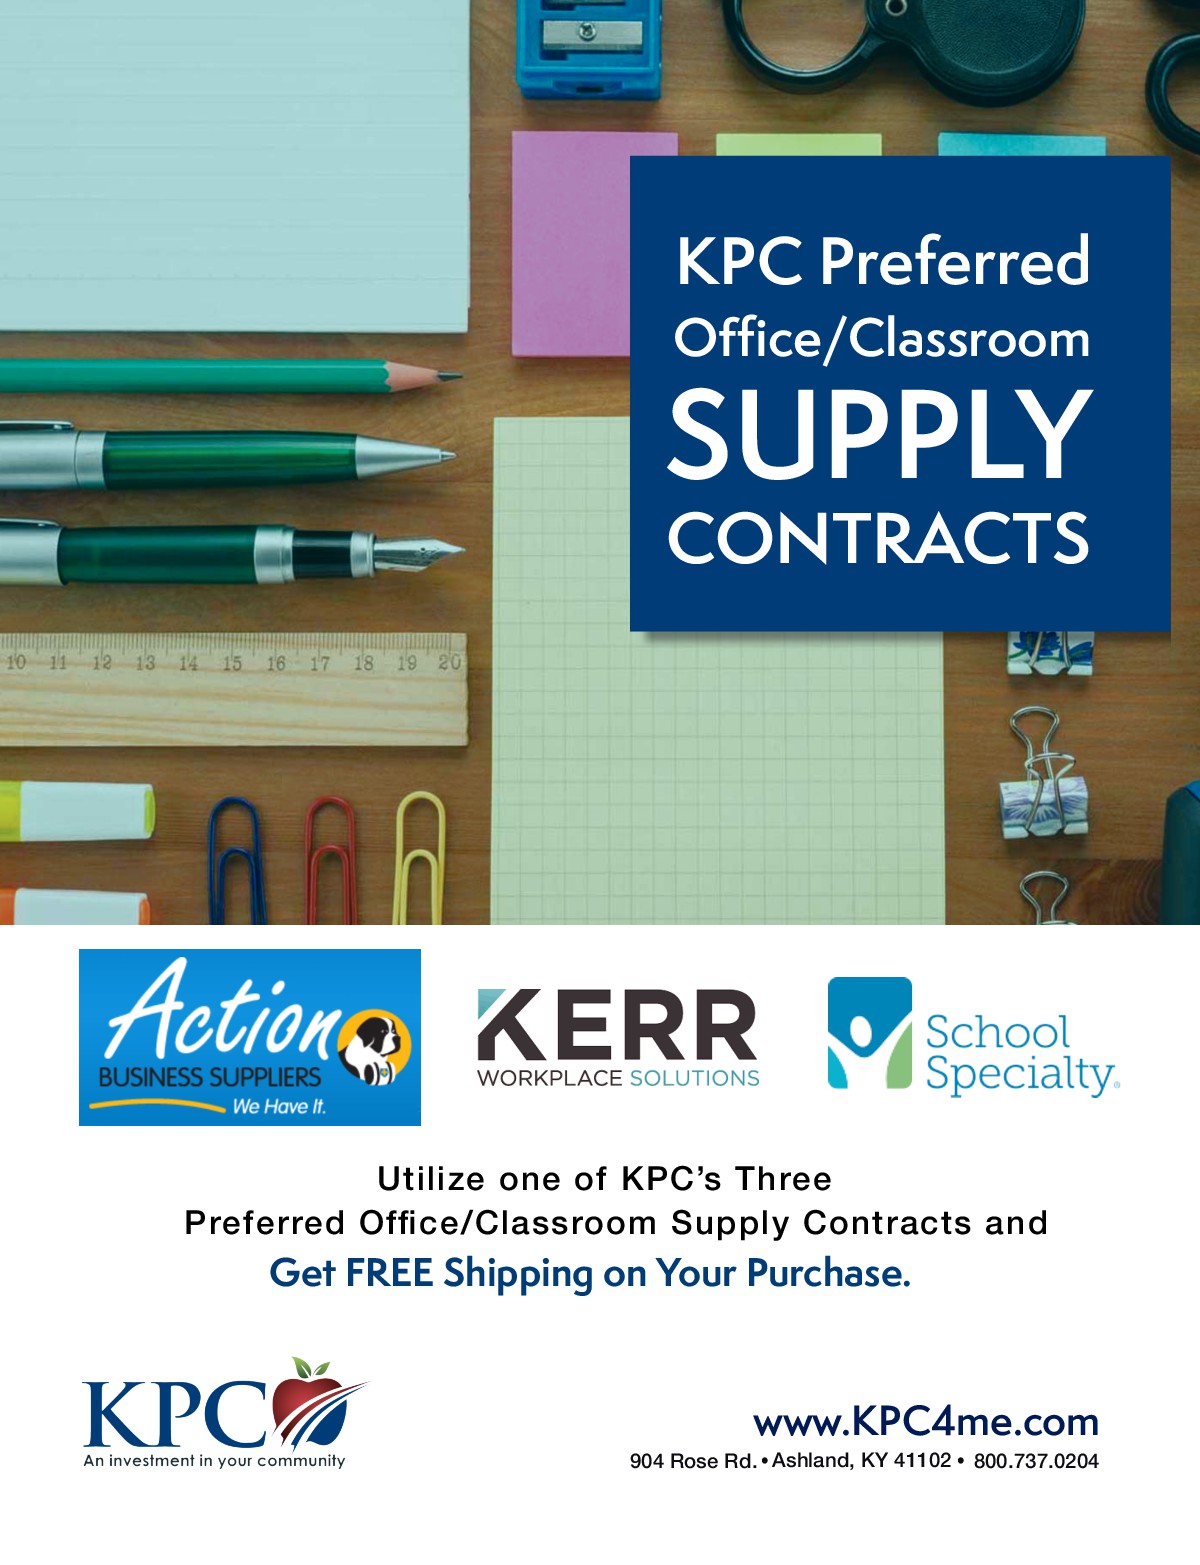 KPC Preferred
Office/Classroom
SUPPLY
CONTRACTS
10 11 12 13 14 15 16 17 18 19 20
Action
BUSINESS SUPPLIERS
We Have It.
KERR
WORKPLACE SOLUTIONS
School
Specialty®
Utilize one of KPC’s Three
Preferred Office/Classroom Supply Contracts and
Get FREE Shipping on Your Purchase.
KPC
An investment in your community
www.KPC4me.com
904 Rose Rd. • Ashland, KY 41102 • 800.737.0204